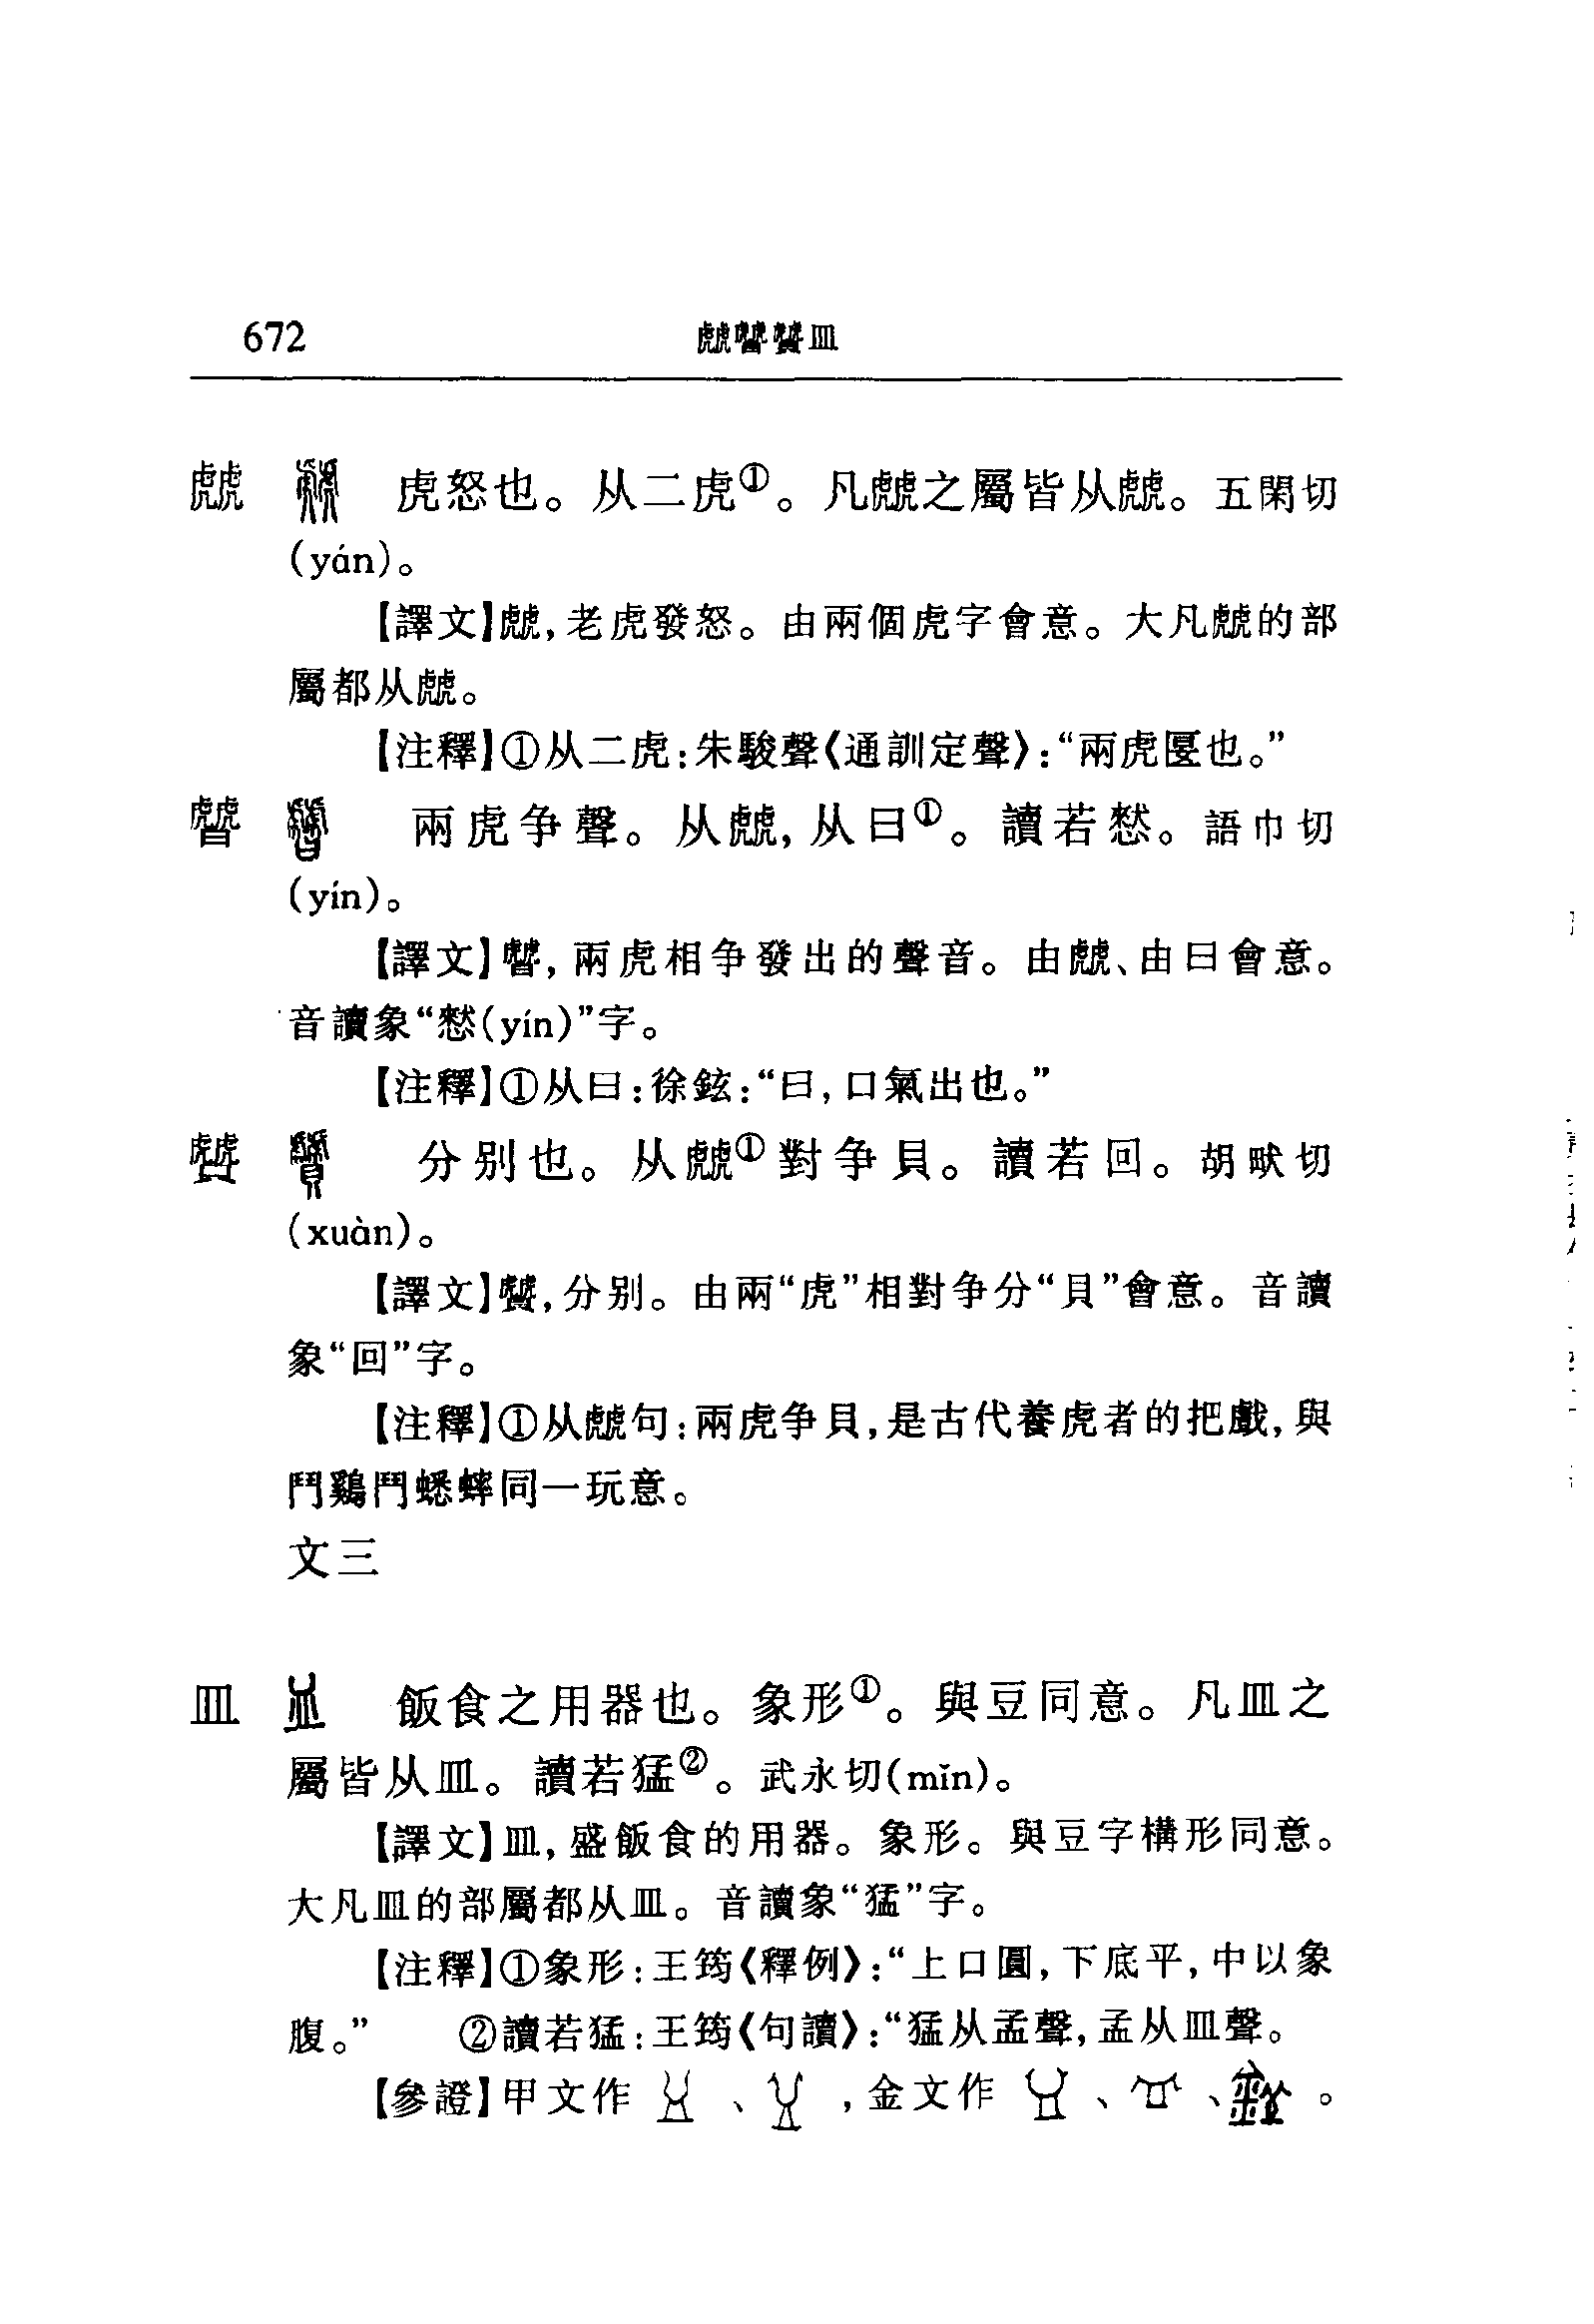 672 虤䖜贙皿
虤 虎怒也。从二虎①。凡虤之屬皆从虤。五閑切
(yán)。
【譯文】虤,老虎發怒。由兩個虎字會意。大凡虤的部
屬都从虤。
【注釋】①从二虎:朱駿聲《通訓定聲》:“兩虎也。”
䖜 兩虎争聲。从虤,从曰①。讀若憖。語巾切
(yín)。
【譯文】䖜,兩虎相争發出的聲音。由虤、由曰會意。
音讀象“憖(yín)”字。
【注釋】①从曰:徐鉉:“曰,口氣出也。”
贙 分别也。从虤①對争貝。讀若回。胡畎切
(xuàn)。
【譯文】贙,分别。由兩“虎”相對争分“貝”會意。音讀
象“回”字。
【注釋】①从虤句:兩虎争貝,是古代養虎者的把戲,與
鬥鷄鬥蟋蟀同一玩意。
文三
皿 飯食之用器也。象形①。與豆同意。凡皿之
屬皆从皿。讀若猛②。武永切(mǐn)。
【譯文】皿,盛飯食的用器。象形。與豆字構形同意。
大凡皿的部屬都从皿。音讀象“猛”字。
【注釋】①象形:王筠《釋例》:“上口圓,下底平,中以象
腹。” ②讀若猛:王筠《句讀》:“猛从孟聲,孟从皿聲。
【參證】甲文作 、 ,金文作 、 、 。